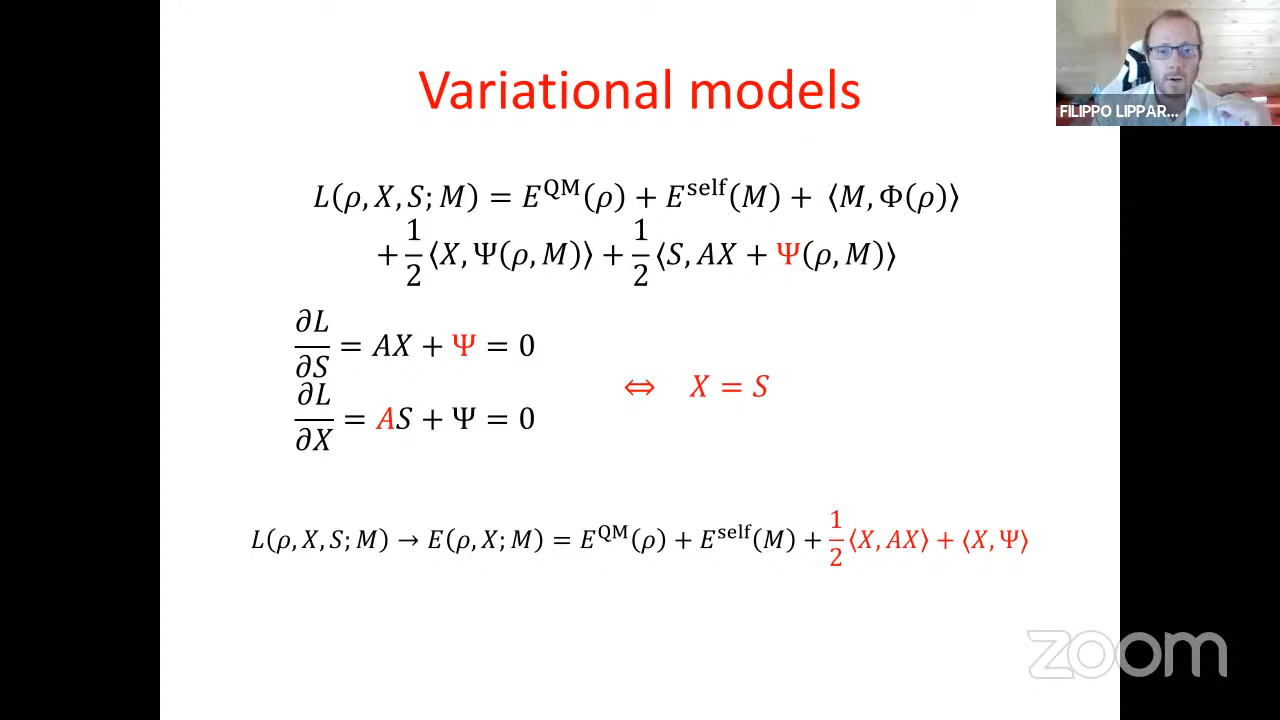 Variational models
FILIPPO LIPPAR...
L(ρ, X, S; M) = E^QM(ρ) + E^self(M) + ⟨M, Φ(ρ)⟩
+ 1/2 ⟨X, Ψ(ρ, M)⟩ + 1/2 ⟨S, AX + Ψ(ρ, M)⟩
∂L/∂S = AX + Ψ = 0
⇔ X = S
∂L/∂X = AS + Ψ = 0
L(ρ, X, S; M) → E(ρ, X; M) = E^QM(ρ) + E^self(M) + 1/2 ⟨X, AX⟩ + ⟨X, Ψ⟩
zoom